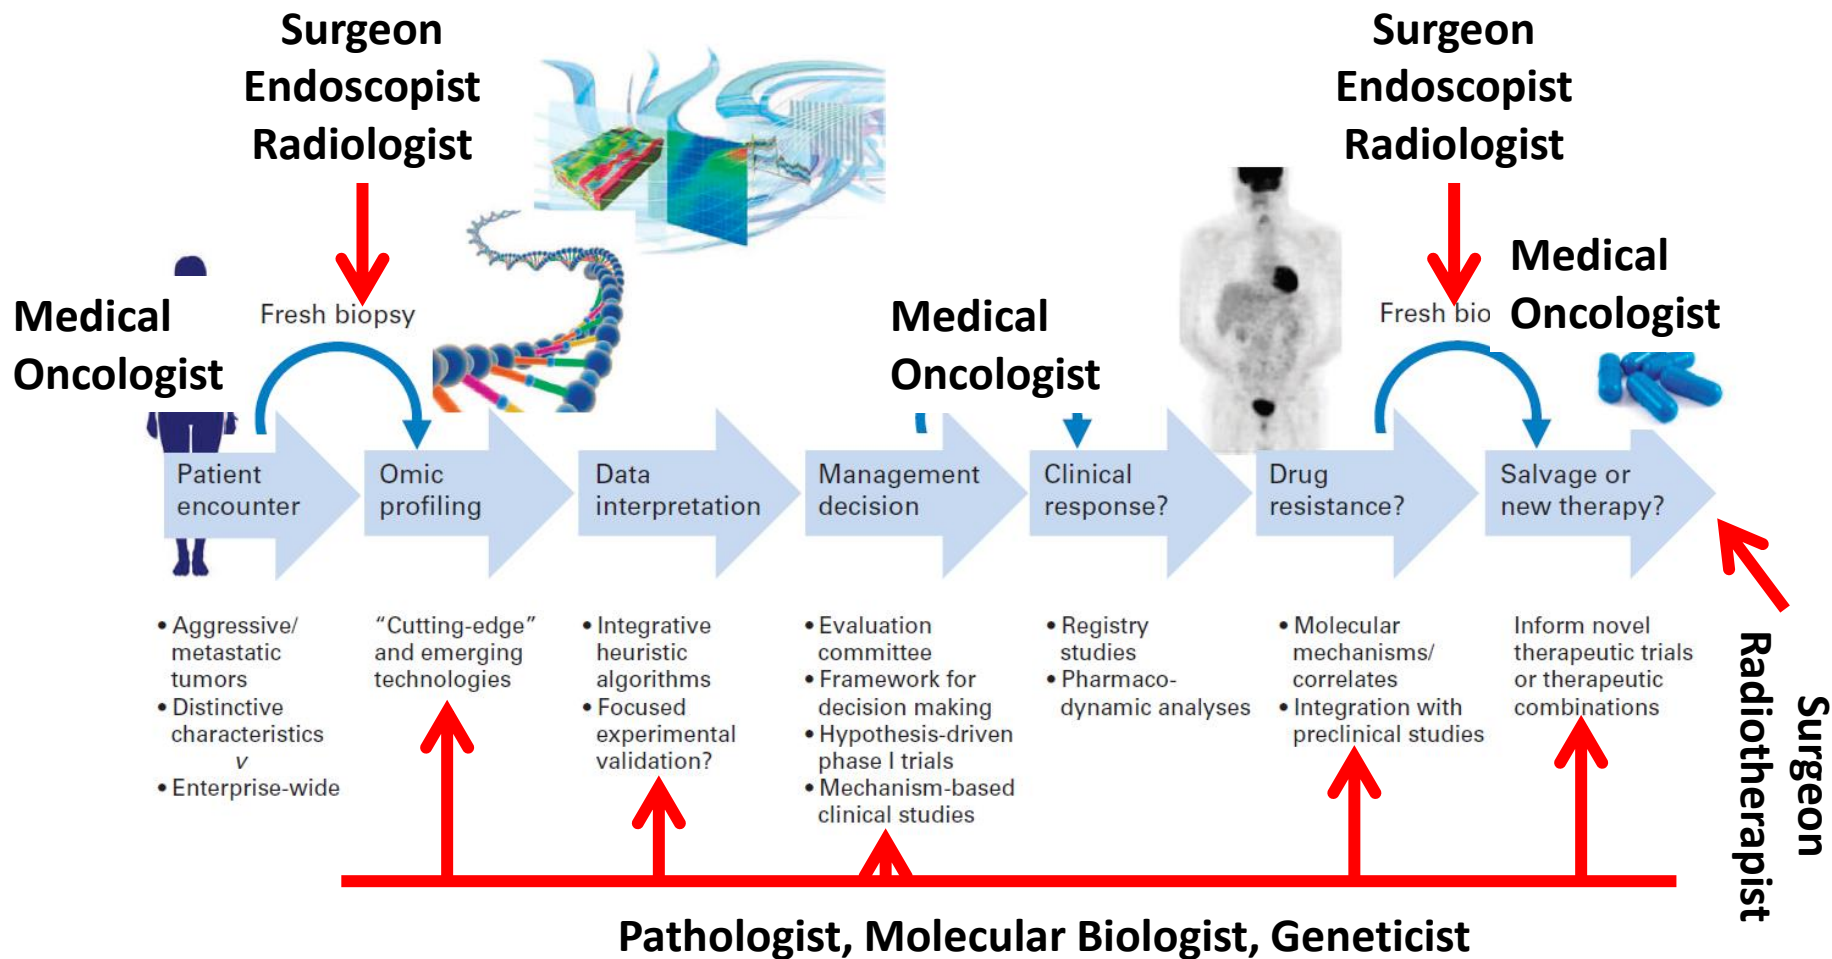 Surgeon
Endoscopist
Radiologist
Surgeon
Endoscopist
Radiologist
Medical
Oncologist
Fresh biopsy
Medical
Oncologist
Fresh bio
Medical
Oncologist
Patient
encounter
Omic
profiling
Data
interpretation
Management
decision
Clinical
response?
Drug
resistance?
Salvage or
new therapy?
• Aggressive/
metastatic
tumors
• Distinctive
characteristics
v
• Enterprise-wide
“Cutting-edge”
and emerging
technologies
• Integrative
heuristic
algorithms
• Focused
experimental
validation?
• Evaluation
committee
• Framework for
decision making
• Hypothesis-driven
phase I trials
• Mechanism-based
clinical studies
• Registry
studies
• Pharmaco-
dynamic analyses
• Molecular
mechanisms/
correlates
• Integration with
preclinical studies
Inform novel
therapeutic trials
or therapeutic
combinations
Surgeon
Radiotherapist
Pathologist, Molecular Biologist, Geneticist